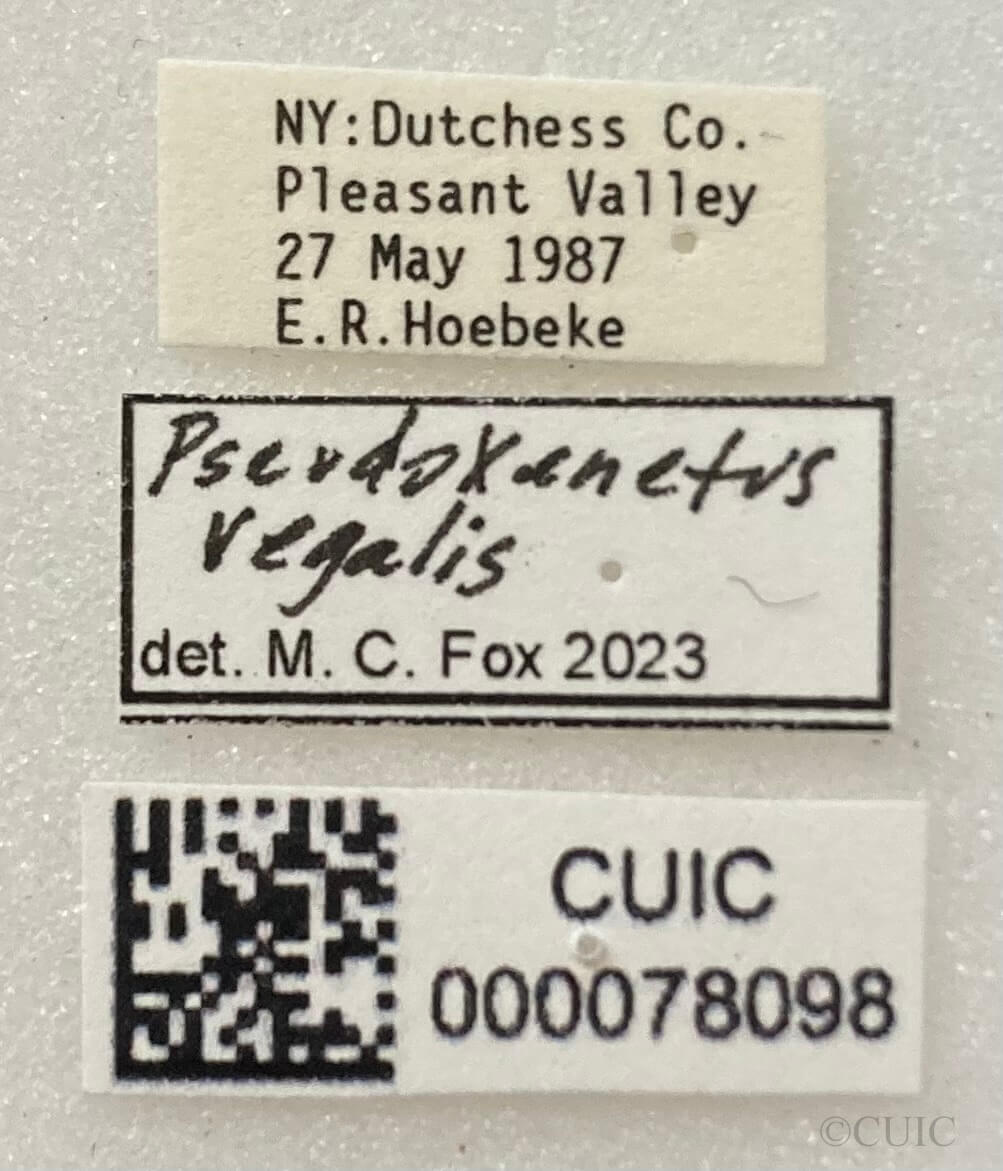 NY:Dutchess Co.
Pleasant Valley
27 May 1987
E.R.Hoebeke
Pseudoxenetus
regalis
det. M. C. Fox 2023
CUIC
000078098
©CUIC